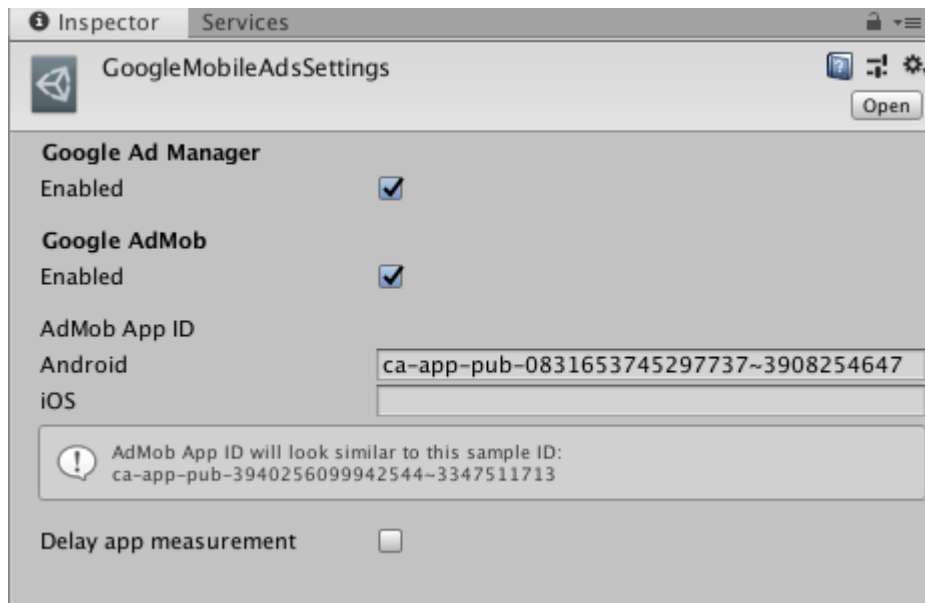 Inspector Services
GoogleMobileAdsSettings
Open
Google Ad Manager
Enabled
Google AdMob
Enabled
AdMob App ID
Android ca-app-pub-0831653745297737~3908254647
iOS
AdMob App ID will look similar to this sample ID:
ca-app-pub-3940256099942544~3347511713
Delay app measurement